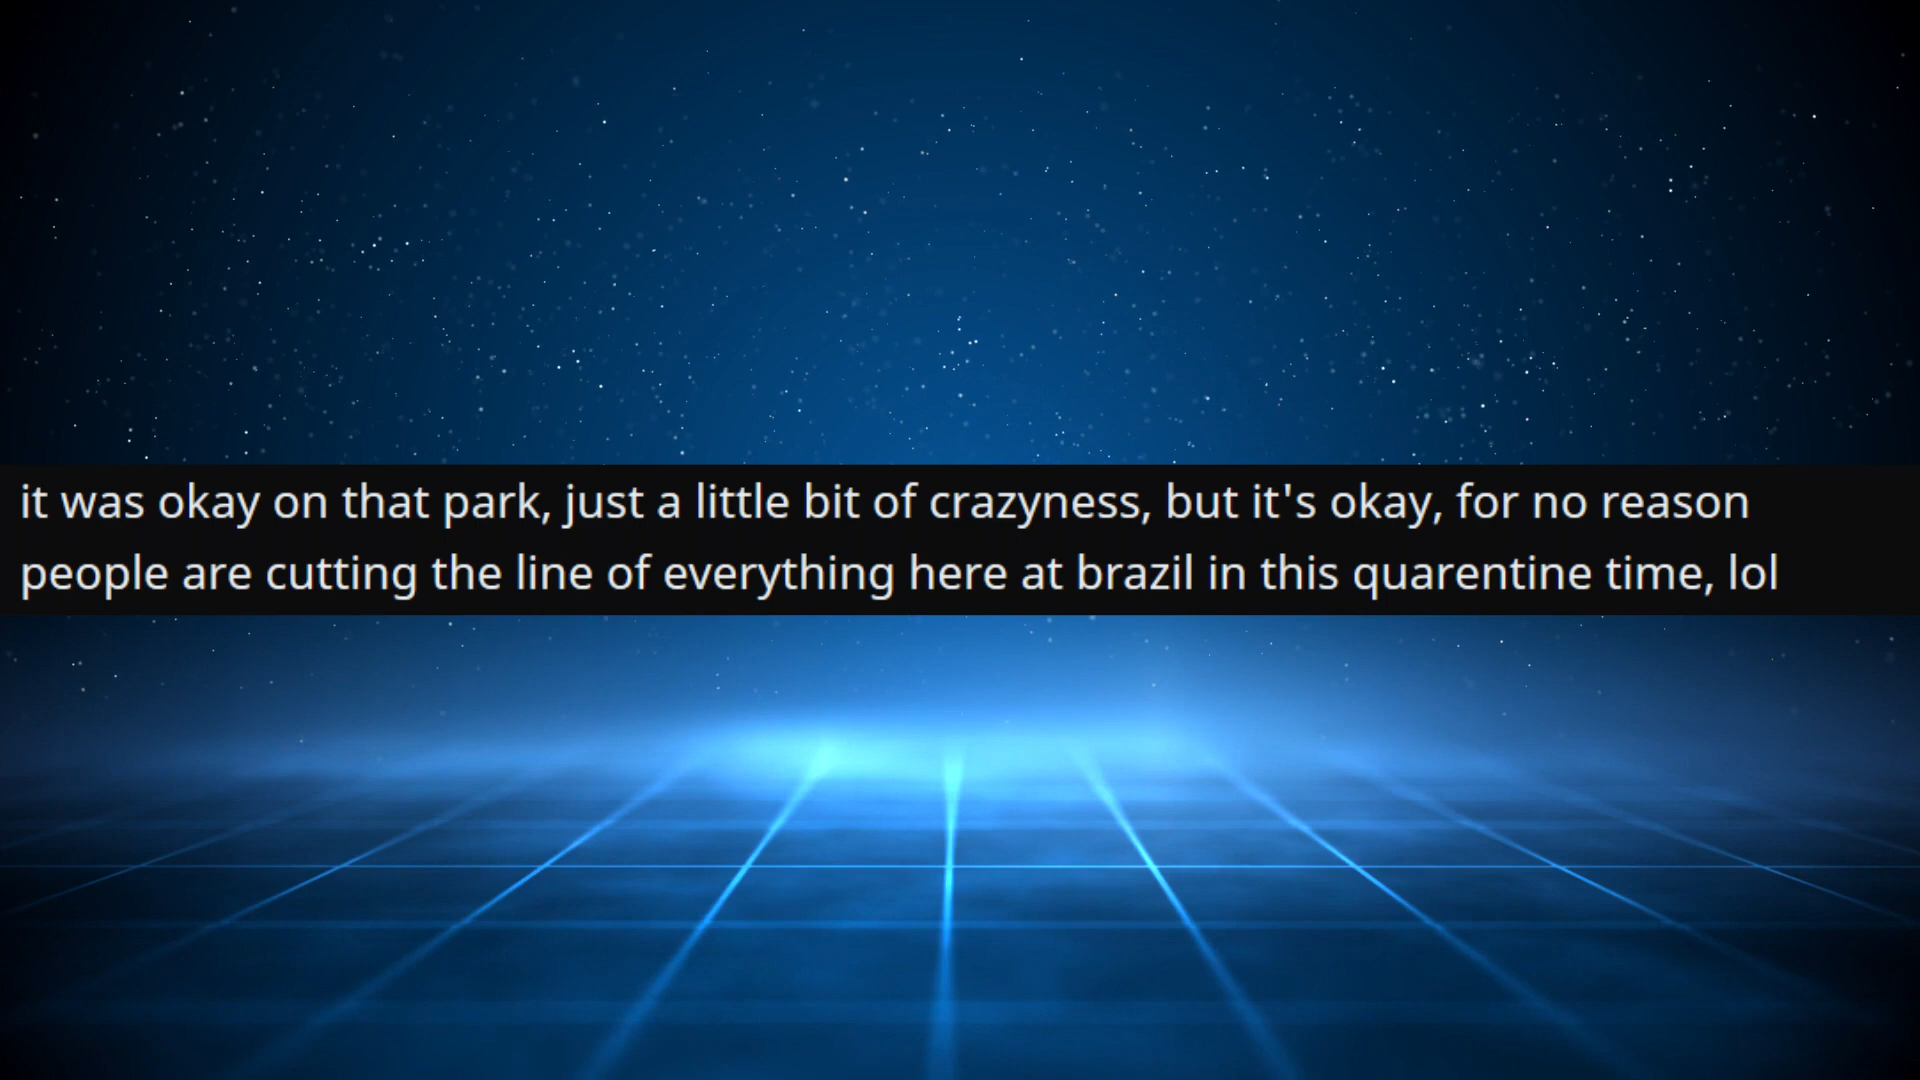 it was okay on that park, just a little bit of crazyness, but it's okay, for no reason
people are cutting the line of everything here at brazil in this quarentine time, lol